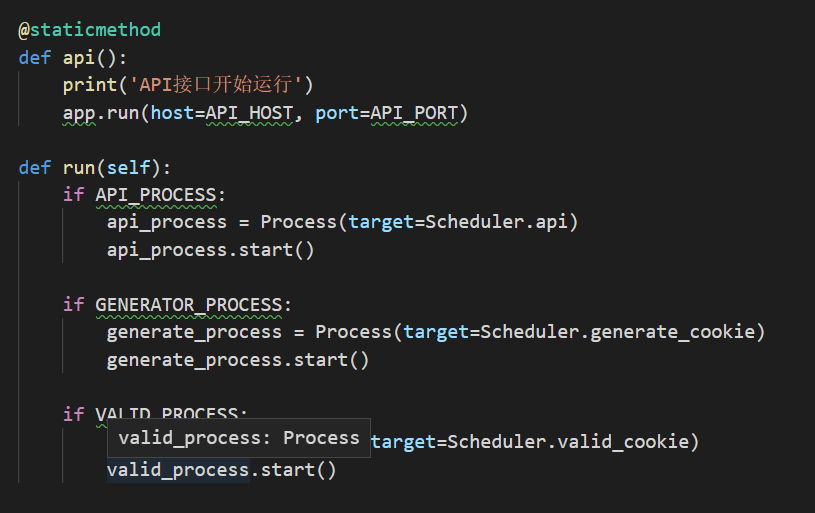 @staticmethod
def api():
    print('API接口开始运行')
    app.run(host=API_HOST, port=API_PORT)
def run(self):
    if API_PROCESS:
        api_process = Process(target=Scheduler.api)
        api_process.start()
    if GENERATOR_PROCESS:
        generate_process = Process(target=Scheduler.generate_cookie)
        generate_process.start()
    if VALID_PROCESS:
valid_process: Process
(target=Scheduler.valid_cookie)
        valid_process.start()